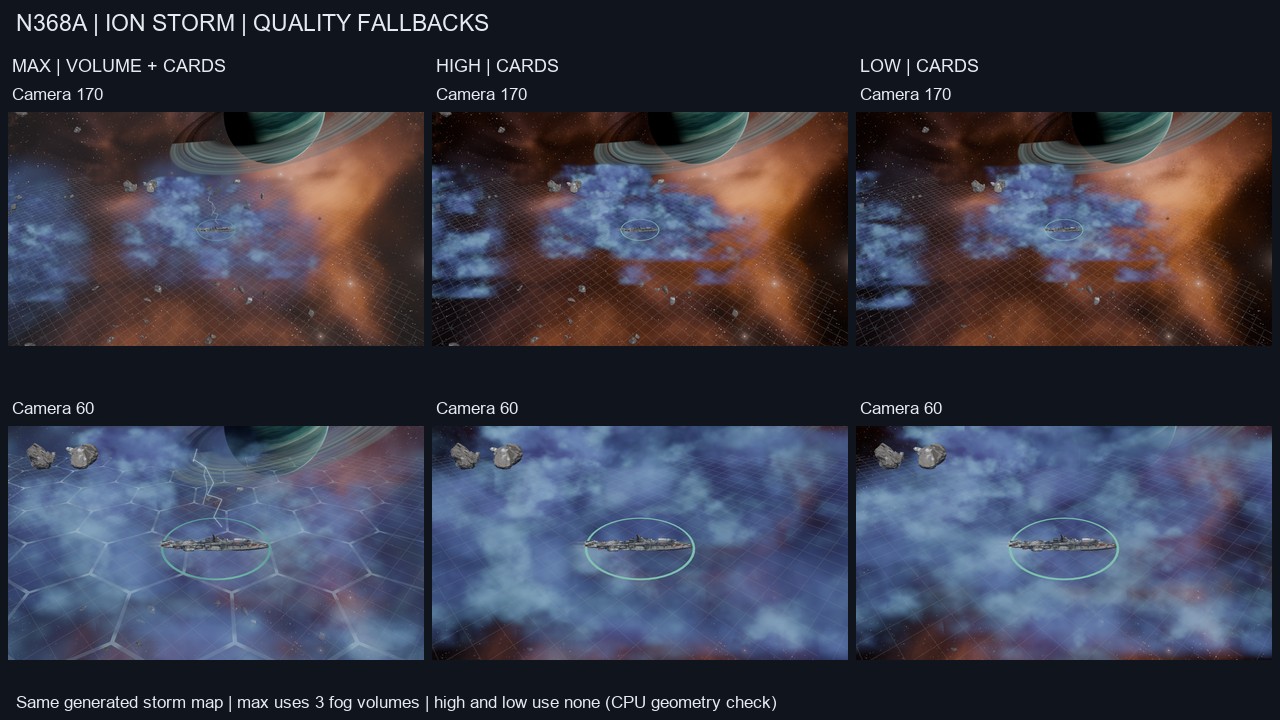 N368A | ION STORM | QUALITY FALLBACKS
MAX | VOLUME + CARDS
HIGH | CARDS
LOW | CARDS
Camera 170
Camera 170
Camera 170
Camera 60
Camera 60
Camera 60
Same generated storm map | max uses 3 fog volumes | high and low use none (CPU geometry check)